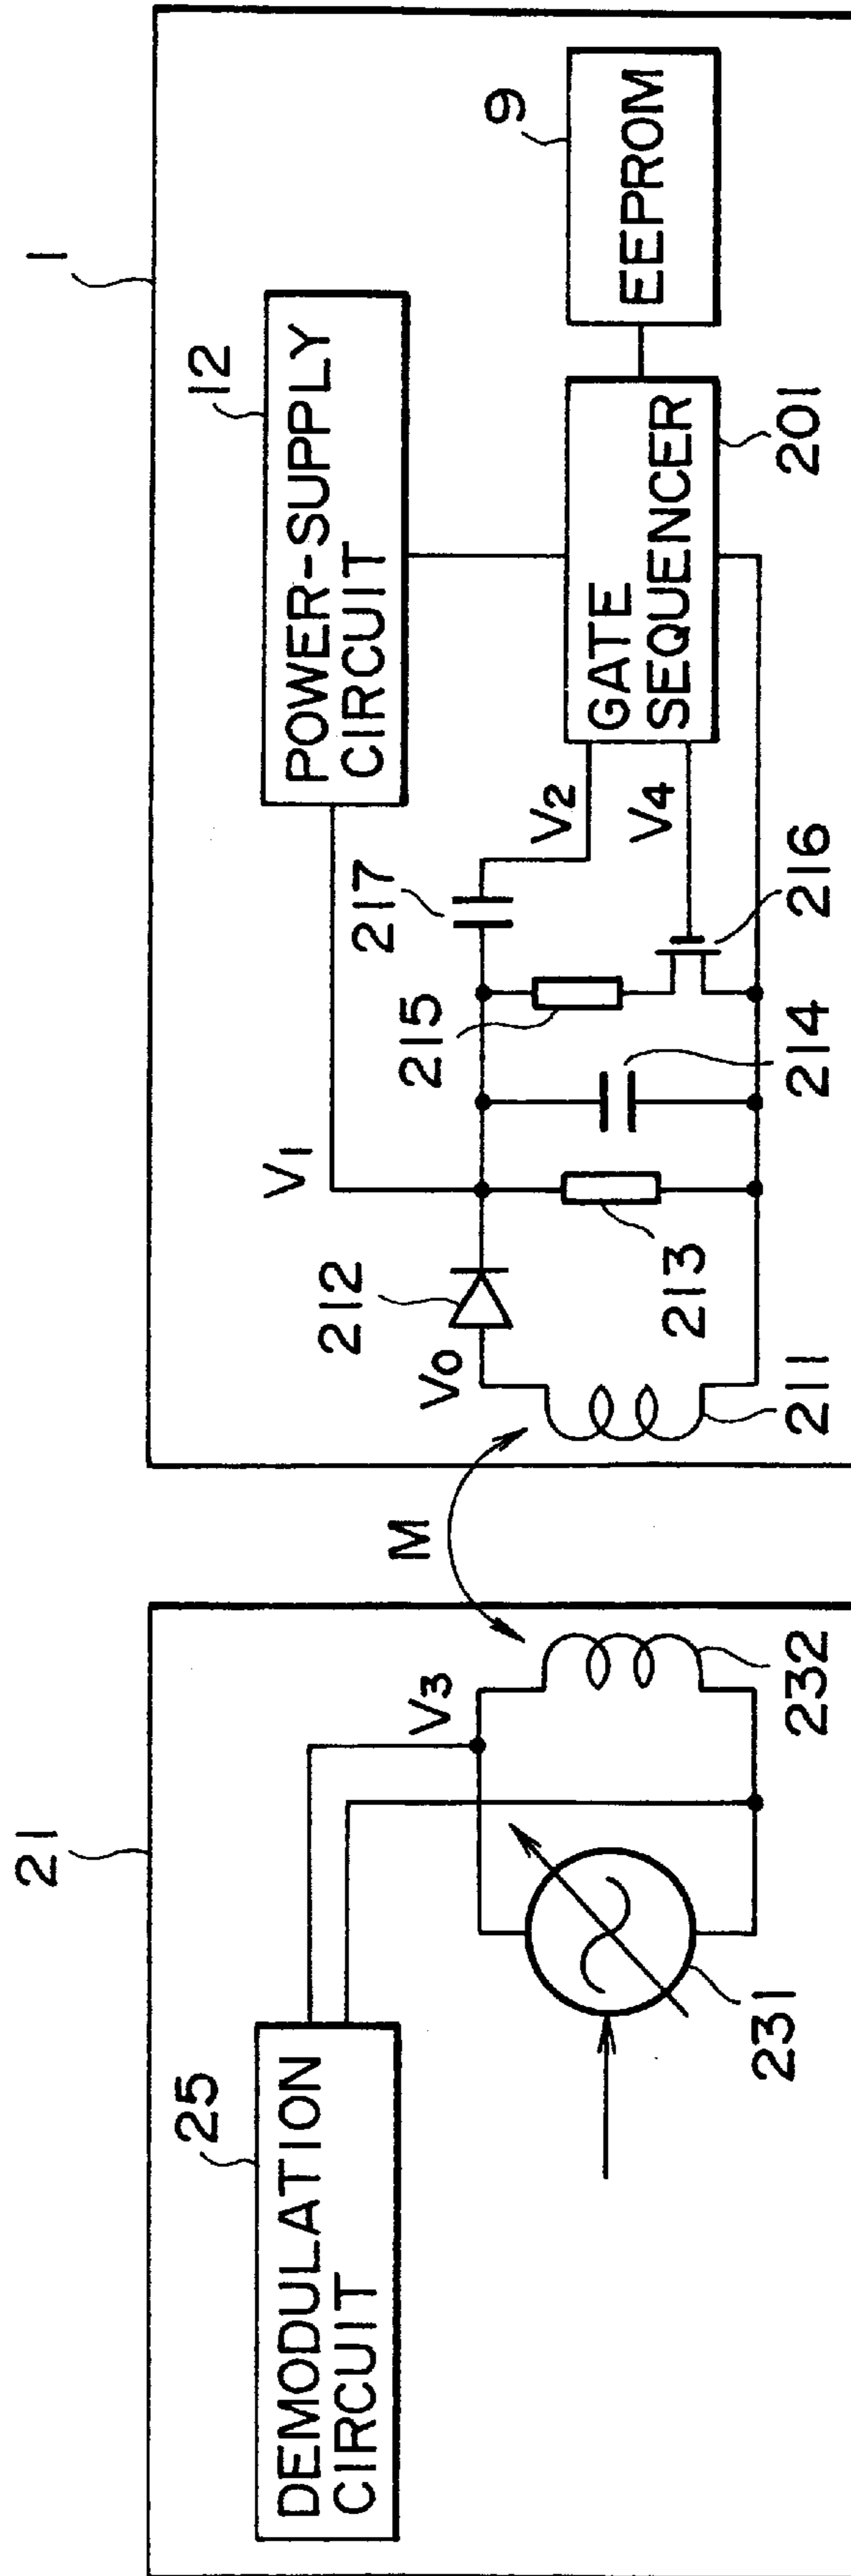 21
25
DEMODULATION
CIRCUIT
V3
231
232
M
1
12
POWER-SUPPLY
CIRCUIT
V1
V0
212
211
213
214
215
216
217
V2
V4
GATE
SEQUENCER
201
9
EEPROM